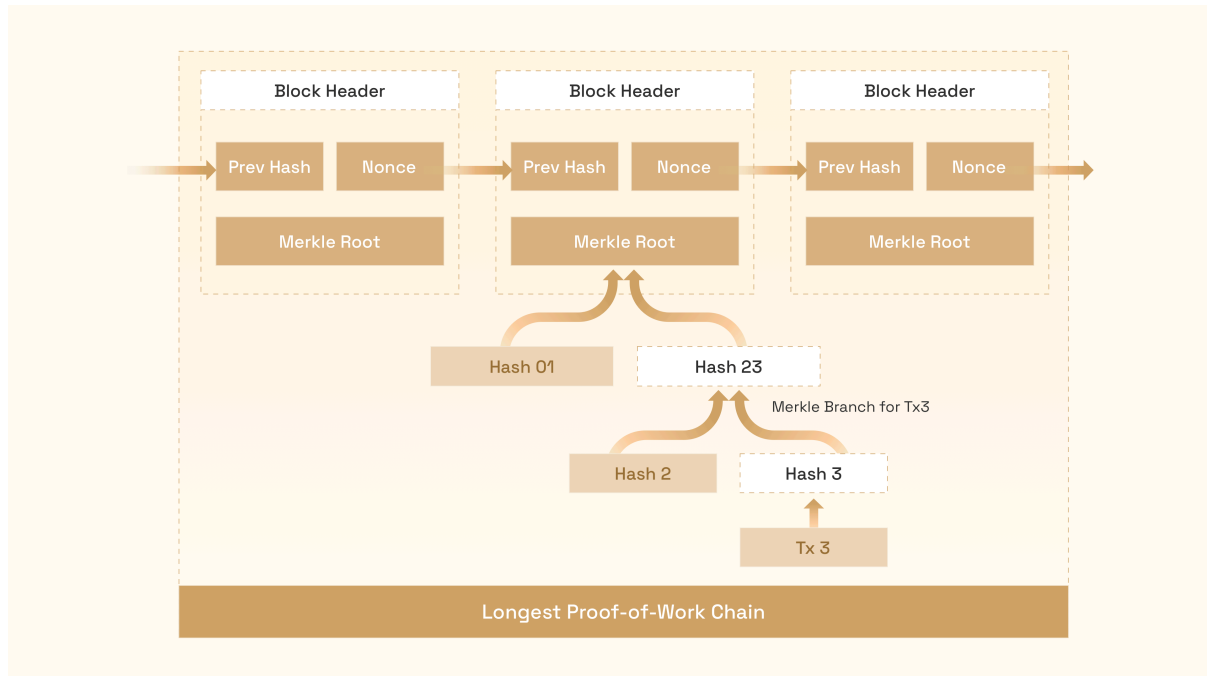 Block Header
Block Header
Block Header
Prev Hash
Nonce
Prev Hash
Nonce
Prev Hash
Nonce
Merkle Root
Merkle Root
Merkle Root
Hash 01
Hash 23
Merkle Branch for Tx3
Hash 2
Hash 3
Tx 3
Longest Proof-of-Work Chain